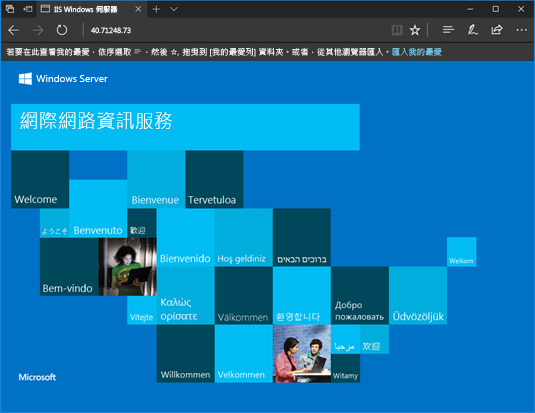 IIS Windows 伺服器
40.71248.73
若要在此查看我的最愛，依序選取 ，然後 ☆, 拖曳到 [我的最愛列] 資料夾。或者，從其他瀏覽器匯入。匯入我的最愛
Windows Server
網際網路資訊服務
Welcome
Bienvenue
Tervetuloa
ようこそ
Benvenuto
歡迎
Bienvenido
Hoş geldiniz
ברוכים הבאים
Welkom
Bem-vindo
Vítejte
Καλώς
ορίσατε
Välkommen
환영합니다
Добро
пожаловать
Üdvözöljük
مرحبا
欢迎
Willkommen
Velkommen
Witamy
Microsoft